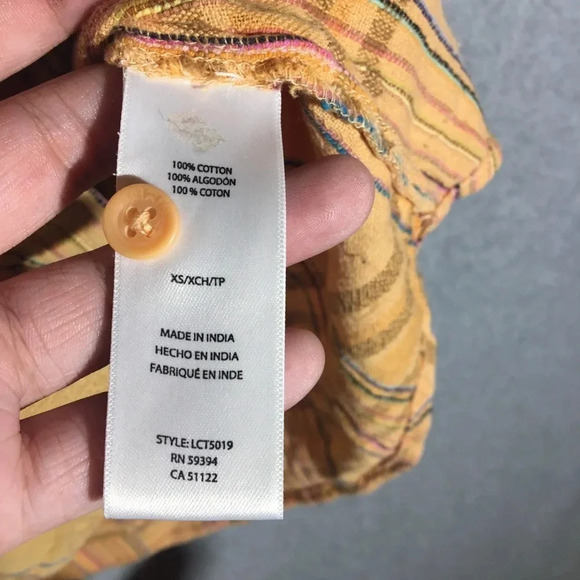 100% COTTON
100% ALGODÓN
100 % COTON
XS/XCH/TP
MADE IN INDIA
HECHO EN INDIA
FABRIQUÉ EN INDE
STYLE: LCT5019
RN 59394
CA 51122